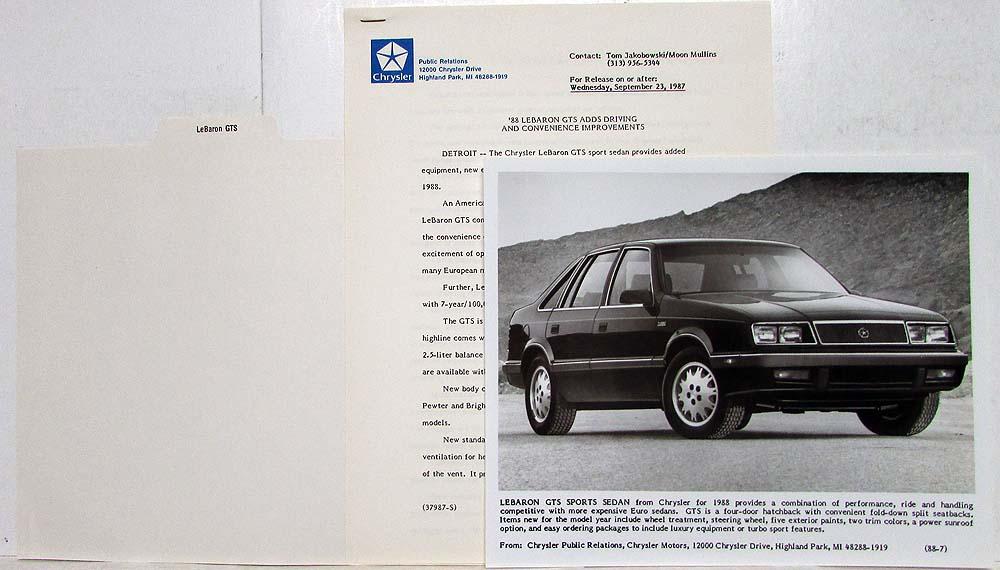 LeBaron GTS
Chrysler
Public Relations
12000 Chrysler Drive
Highland Park, MI 48288-1919
Contact: Tom Jakobowski/Moon Mullins
(313) 956-5344
For Release on or after:
Wednesday, September 23, 1987
'88 LEBARON GTS ADDS DRIVING
AND CONVENIENCE IMPROVEMENTS
DETROIT -- The Chrysler LeBaron GTS sport sedan provides added
equipment, new
1988.
An America
LeBaron GTS com
the convenience
excitement of op
many European m
Further, Le
with 7-year/100,0
The GTS is
highline comes w
2.5-liter balance
are available with
New body c
Pewter and Brigh
models.
New standa
ventilation for he
of the vent. It pr
(37987-S)
LEBARON GTS SPORTS SEDAN from Chrysler for 1988 provides a combination of performance, ride and handling
competitive with more expensive Euro sedans. GTS is a four-door hatchback with convenient fold-down split seatbacks.
Items new for the model year include wheel treatment, steering wheel, five exterior paints, two trim colors, a power sunroof
option, and easy ordering packages to include luxury equipment or turbo sport features.
From: Chrysler Public Relations, Chrysler Motors, 12000 Chrysler Drive, Highland Park, MI 48288-1919 (88-7)